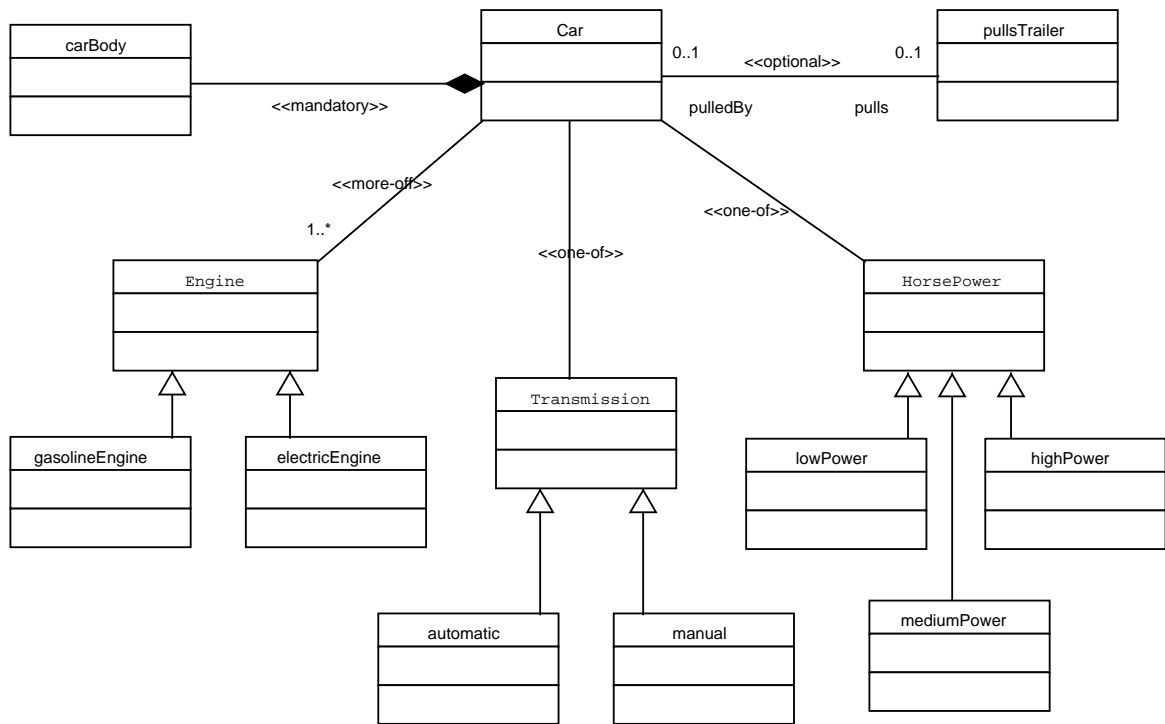 Car
carBody
pullsTrailer
0..1
0..1
<<optional>>
<<mandatory>>
pulledBy
pulls
<<more-off>>
<<one-of>>
1..*
<<one-of>>
Engine
HorsePower
Transmission
gasolineEngine
electricEngine
lowPower
highPower
mediumPower
automatic
manual